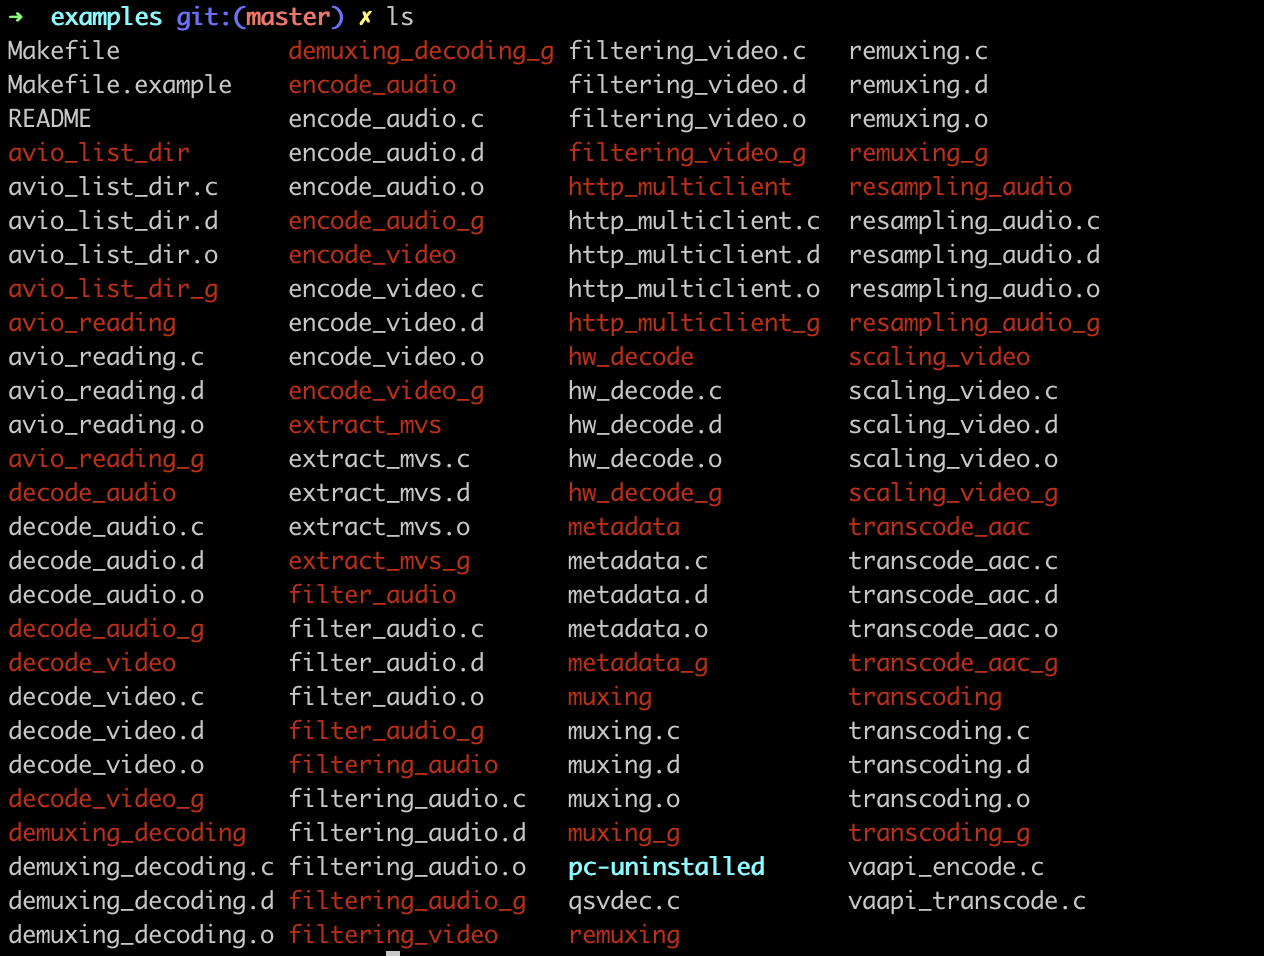 → examples git:(master) ✗ ls
Makefile demuxing_decoding_g filtering_video.c remuxing.c
Makefile.example encode_audio filtering_video.d remuxing.d
README encode_audio.c filtering_video.o remuxing.o
avio_list_dir encode_audio.d filtering_video_g remuxing_g
avio_list_dir.c encode_audio.o http_multiclient resampling_audio
avio_list_dir.d encode_audio_g http_multiclient.c resampling_audio.c
avio_list_dir.o encode_video http_multiclient.d resampling_audio.d
avio_list_dir_g encode_video.c http_multiclient.o resampling_audio.o
avio_reading encode_video.d http_multiclient_g resampling_audio_g
avio_reading.c encode_video.o hw_decode scaling_video
avio_reading.d encode_video_g hw_decode.c scaling_video.c
avio_reading.o extract_mvs hw_decode.d scaling_video.d
avio_reading_g extract_mvs.c hw_decode.o scaling_video.o
decode_audio extract_mvs.d hw_decode_g scaling_video_g
decode_audio.c extract_mvs.o metadata transcode_aac
decode_audio.d extract_mvs_g metadata.c transcode_aac.c
decode_audio.o filter_audio metadata.d transcode_aac.d
decode_audio_g filter_audio.c metadata.o transcode_aac.o
decode_video filter_audio.d metadata_g transcode_aac_g
decode_video.c filter_audio.o muxing transcoding
decode_video.d filter_audio_g muxing.c transcoding.c
decode_video.o filtering_audio muxing.d transcoding.d
decode_video_g filtering_audio.c muxing.o transcoding.o
demuxing_decoding filtering_audio.d muxing_g transcoding_g
demuxing_decoding.c filtering_audio.o pc-uninstalled vaapi_encode.c
demuxing_decoding.d filtering_audio_g qsvdec.c vaapi_transcode.c
demuxing_decoding.o filtering_video remuxing